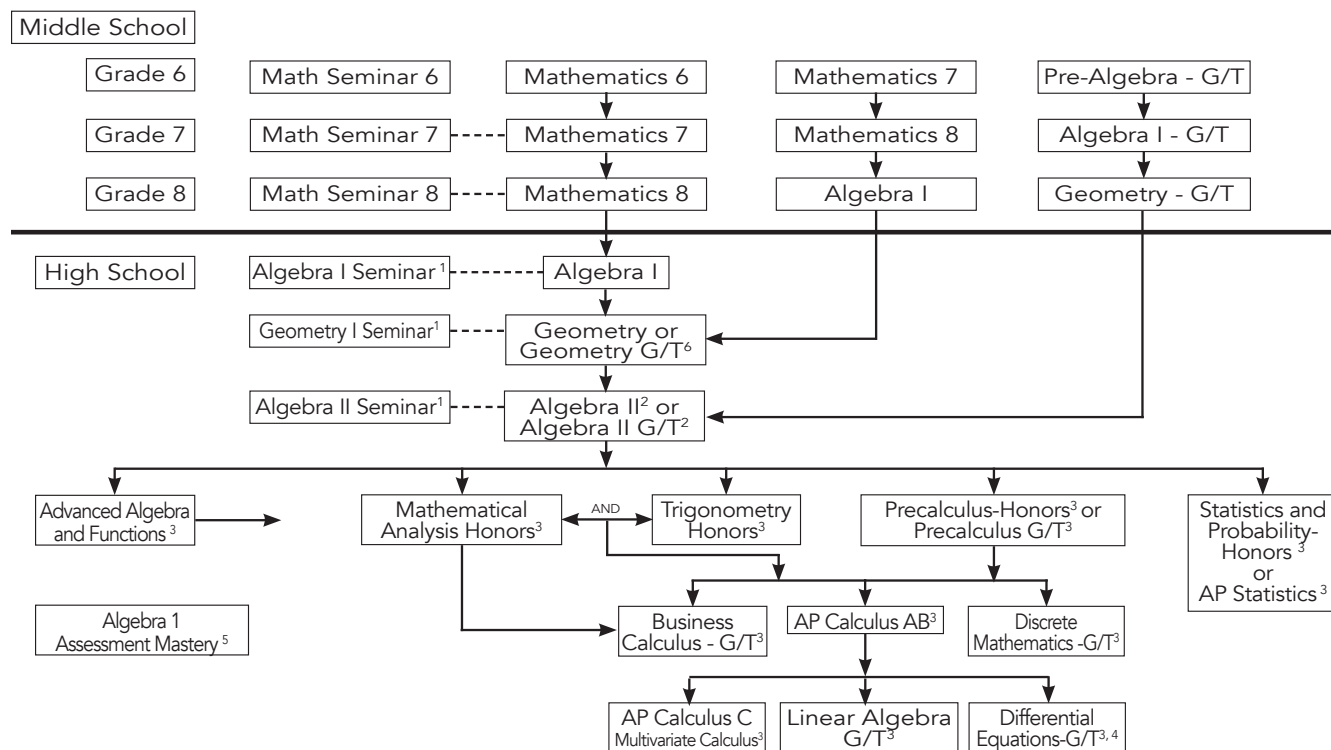 Middle School
Grade 6
Math Seminar 6
Mathematics 6
Mathematics 7
Pre-Algebra - G/T
Grade 7
Math Seminar 7
Mathematics 7
Mathematics 8
Algebra I - G/T
Grade 8
Math Seminar 8
Mathematics 8
Algebra I
Geometry - G/T
High School
Algebra I Seminar ¹
Algebra I
Geometry I Seminar¹
Geometry or
Geometry G/T⁶
Algebra II Seminar¹
Algebra II² or
Algebra II G/T²
Advanced Algebra
and Functions ³
Mathematical
Analysis Honors³
AND
Trigonometry
Honors³
Precalculus-Honors³ or
Precalculus G/T³
Statistics and
Probability-
Honors ³
or
AP Statistics ³
Algebra 1
Assessment Mastery ⁵
Business
Calculus - G/T³
AP Calculus AB³
Discrete
Mathematics -G/T³
AP Calculus C
Multivariate Calculus³
Linear Algebra
G/T³
Differential
Equations-G/T³, ⁴